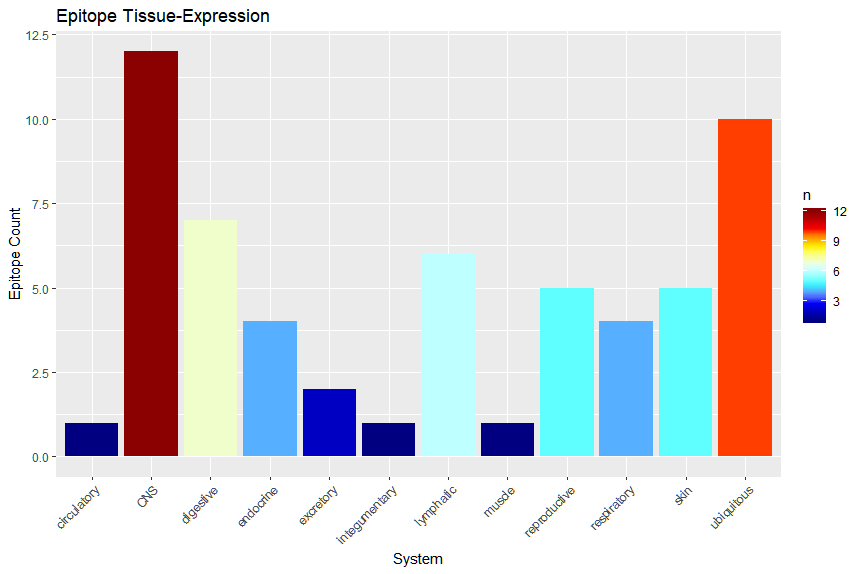 Epitope Tissue-Expression
12.5
10.0
7.5
5.0
2.5
0.0
Epitope Count
circulatory
CNS
digestive
endocrine
excretory
integumentary
lymphatic
muscle
reproductive
respiratory
skin
ubiquitous
System
n
12
9
6
3